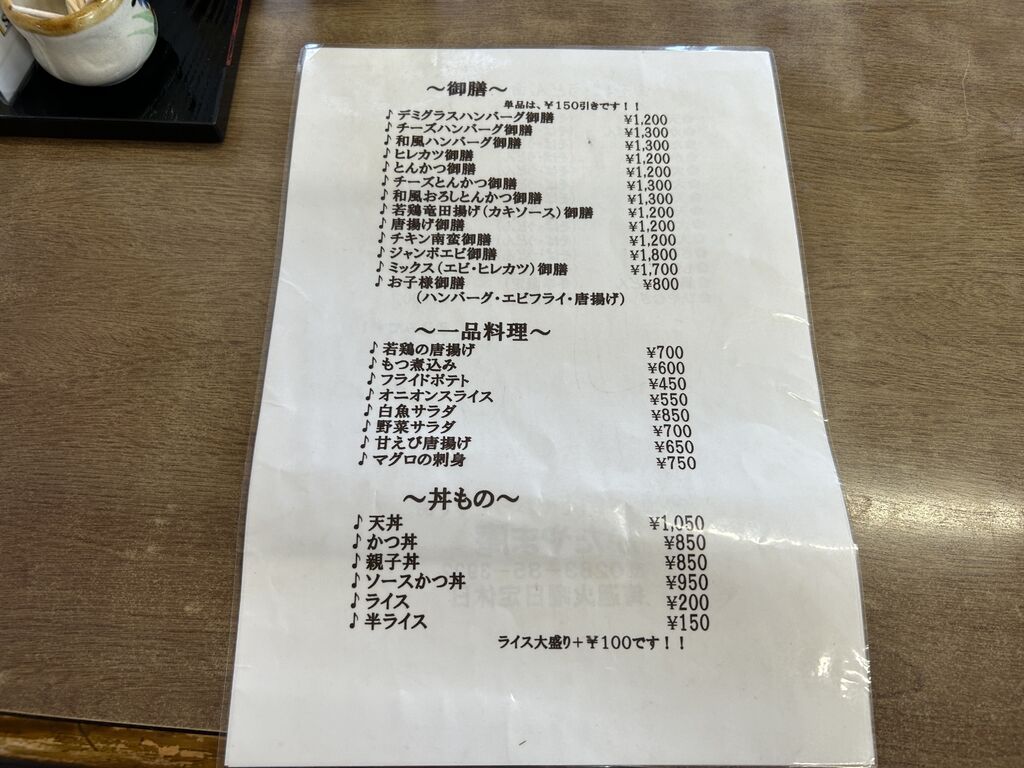 ～御膳～
単品は、￥150引きです！！
♪デミグラスハンバーグ御膳 ¥1,200
♪チーズハンバーグ御膳 ¥1,300
♪和風ハンバーグ御膳 ¥1,300
♪ヒレカツ御膳 ¥1,200
♪とんかつ御膳 ¥1,200
♪チーズとんかつ御膳 ¥1,300
♪和風おろしとんかつ御膳 ¥1,300
♪若鶏竜田揚げ（カキソース）御膳 ¥1,200
♪唐揚げ御膳 ¥1,200
♪チキン南蛮御膳 ¥1,200
♪ジャンボエビ御膳 ¥1,800
♪ミックス（エビ・ヒレカツ）御膳 ¥1,700
♪お子様御膳 ¥800
（ハンバーグ・エビフライ・唐揚げ）
～一品料理～
♪若鶏の唐揚げ ¥700
♪もつ煮込み ¥600
♪フライドポテト ¥450
♪オニオンスライス ¥550
♪白魚サラダ ¥850
♪野菜サラダ ¥700
♪甘えび唐揚げ ¥650
♪マグロの刺身 ¥750
～丼もの～
♪天丼 ¥1,050
♪かつ丼 ¥850
♪親子丼 ¥850
♪ソースかつ丼 ¥950
♪ライス ¥200
♪半ライス ¥150
ライス大盛り＋￥100です！！